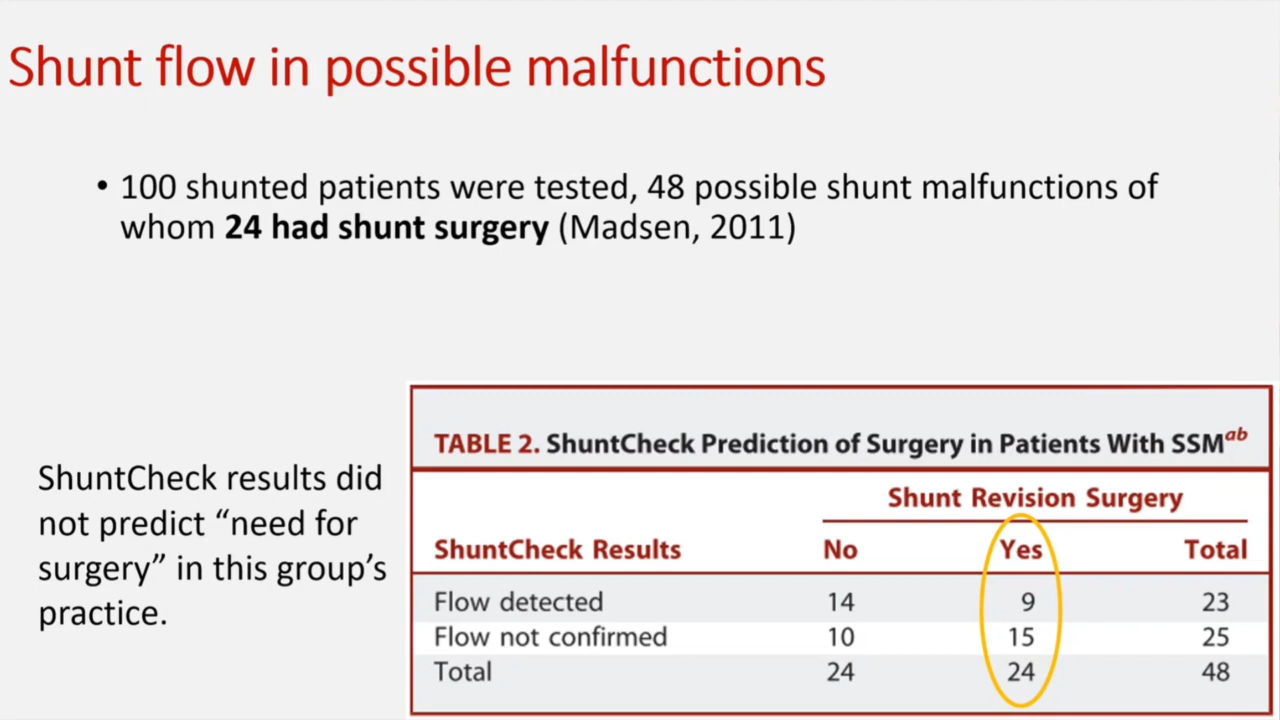 Shunt flow in possible malfunctions
• 100 shunted patients were tested, 48 possible shunt malfunctions of
whom 24 had shunt surgery (Madsen, 2011)
ShuntCheck results did
not predict “need for
surgery” in this group’s
practice.
TABLE 2. ShuntCheck Prediction of Surgery in Patients With SSMab
Shunt Revision Surgery
ShuntCheck Results No Yes Total
Flow detected 14 9 23
Flow not confirmed 10 15 25
Total 24 24 48